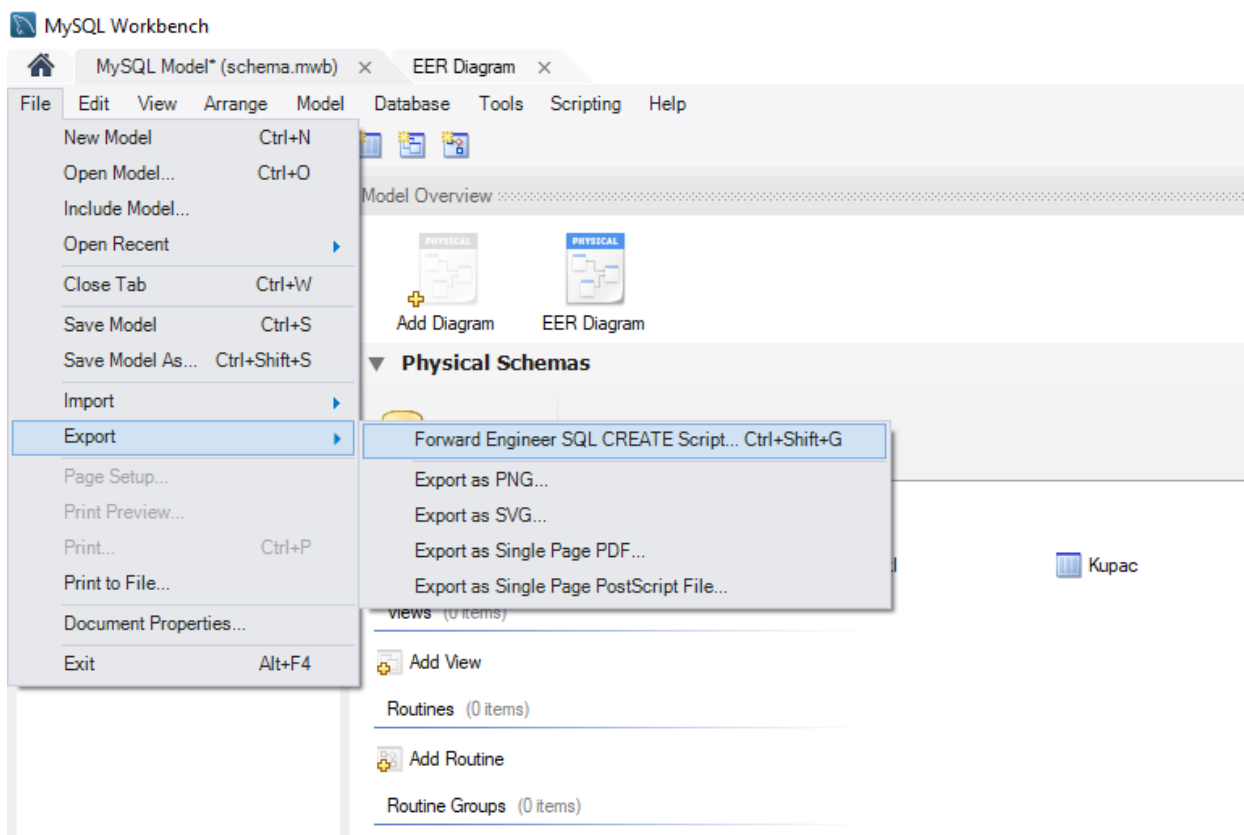 MySQL Workbench
MySQL Model* (schema.mwb) × EER Diagram ×
File Edit View Arrange Model Database Tools Scripting Help
New Model Ctrl+N
Open Model... Ctrl+O
Include Model...
Open Recent
Close Tab Ctrl+W
Save Model Ctrl+S
Save Model As... Ctrl+Shift+S
Import
Export
Page Setup...
Print Preview...
Print... Ctrl+P
Print to File...
Document Properties...
Exit Alt+F4
Forward Engineer SQL CREATE Script... Ctrl+Shift+G
Export as PNG...
Export as SVG...
Export as Single Page PDF...
Export as Single Page PostScript File...
Model Overview
PHYSICAL PHYSICAL
Add Diagram EER Diagram
Physical Schemas
Kupac
Views (0 items)
Add View
Routines (0 items)
Add Routine
Routine Groups (0 items)